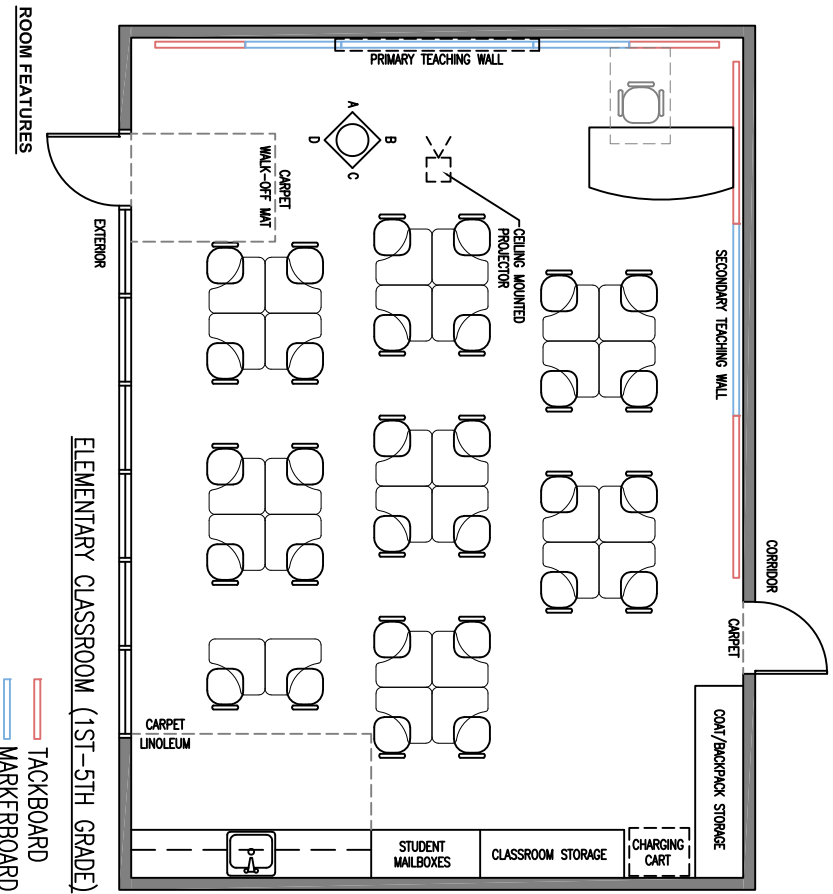 ROOM FEATURES
PRIMARY TEACHING WALL
A
B
C
D
CARPET
WALK-OFF MAT
EXTERIOR
CEILING MOUNTED
PROJECTOR
SECONDARY TEACHING WALL
CORRIDOR
CARPET
COAT/BACKPACK STORAGE
CARPET
LINOLEUM
STUDENT
MAILBOXES
CLASSROOM STORAGE
CHARGING
CART
ELEMENTARY CLASSROOM (1ST-5TH GRADE)
TACKBOARD
MARKERBOARD